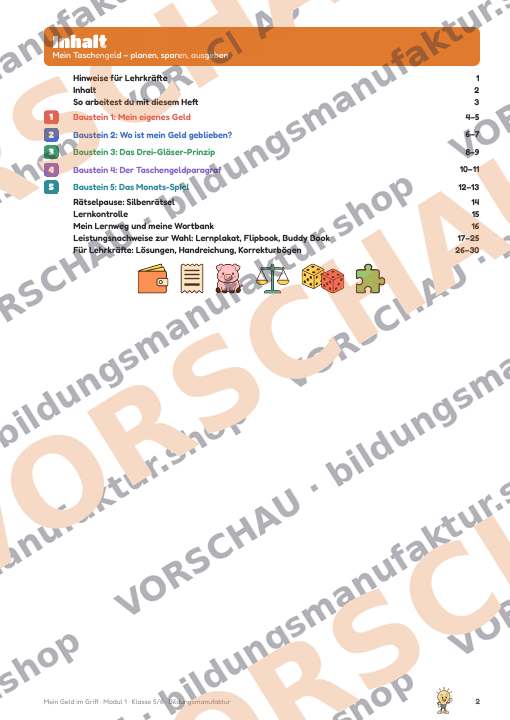 Inhalt
Mein Taschengeld – planen, sparen, ausgeben
Hinweise für Lehrkräfte 1
Inhalt 2
So arbeitest du mit diesem Heft 3
1 Baustein 1: Mein eigenes Geld 4–5
2 Baustein 2: Wo ist mein Geld geblieben? 6–7
3 Baustein 3: Das Drei-Gläser-Prinzip 8–9
4 Baustein 4: Der Taschengeldparagraf 10–11
5 Baustein 5: Das Monats-Spiel 12–13
Rätselpause: Silbenrätsel 14
Lernkontrolle 15
Mein Lernweg und meine Wortbank 16
Leistungsnachweise zur Wahl: Lernplakat, Flipbook, Buddy Book 17–25
Für Lehrkräfte: Lösungen, Handreichung, Korrekturbögen 26–30
VORSCHAU
VORSCHAU · bildungsmanufaktur.shop
Mein Geld im Griff · Modul 1 · Klasse 5/6 · Bildungsmanufaktur 2